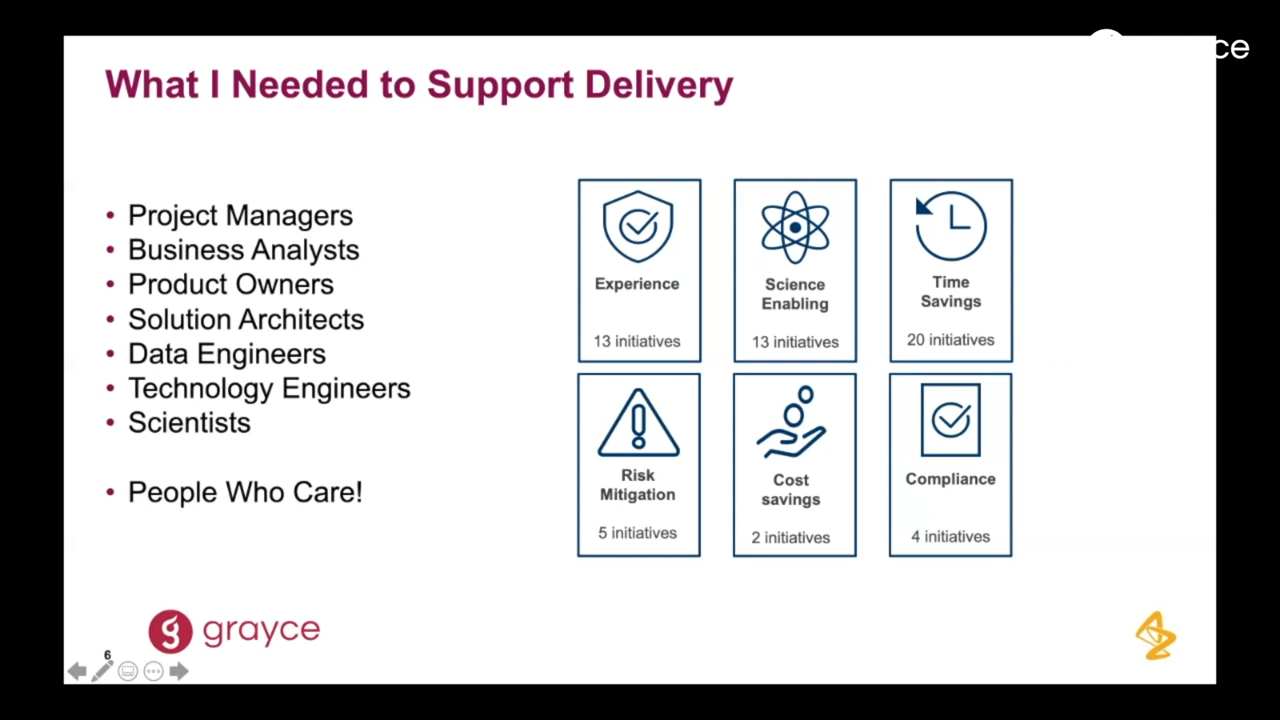 ce
What I Needed to Support Delivery
• Project Managers
• Business Analysts
• Product Owners
• Solution Architects
• Data Engineers
• Technology Engineers
• Scientists
• People Who Care!
Experience
13 initiatives
Science
Enabling
13 initiatives
Time
Savings
20 initiatives
Risk
Mitigation
5 initiatives
Cost
savings
2 initiatives
Compliance
4 initiatives
grayce
6